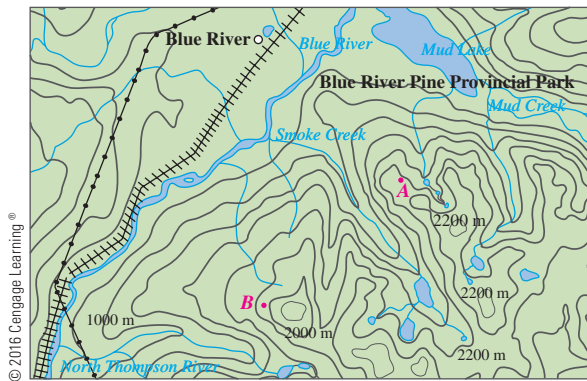 Blue River
Blue River
Mud Lake
Blue River Pine Provincial Park
Mud Creek
Smoke Creek
A
2200 m
B
2200 m
1000 m
2000 m
2200 m
North Thompson River
© 2016 Cengage Learning ®